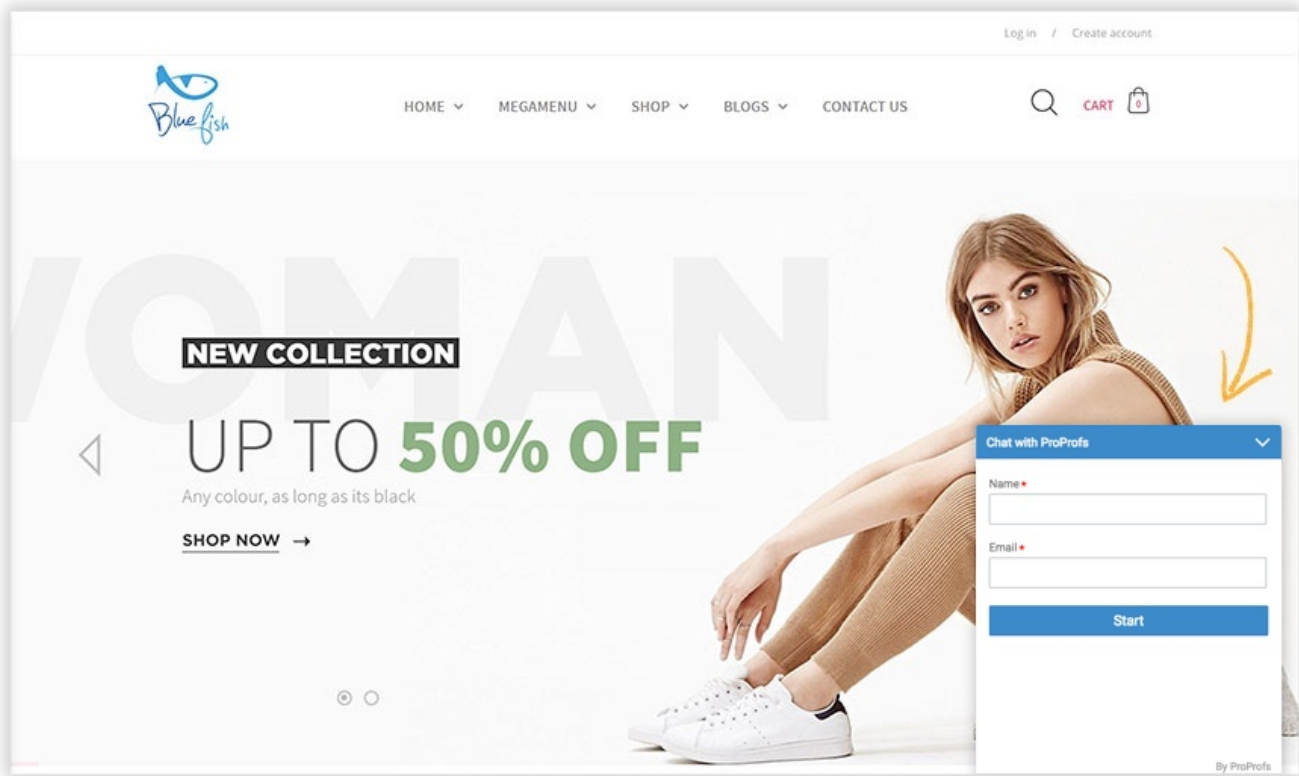 Log in / Create account
Blue fish
HOME MEGAMENU SHOP BLOGS CONTACT US
CART 0
WOMAN
NEW COLLECTION
UP TO 50% OFF
Any colour, as long as its black
SHOP NOW →
Chat with ProProfs
Name*
Email*
Start
By ProProfs